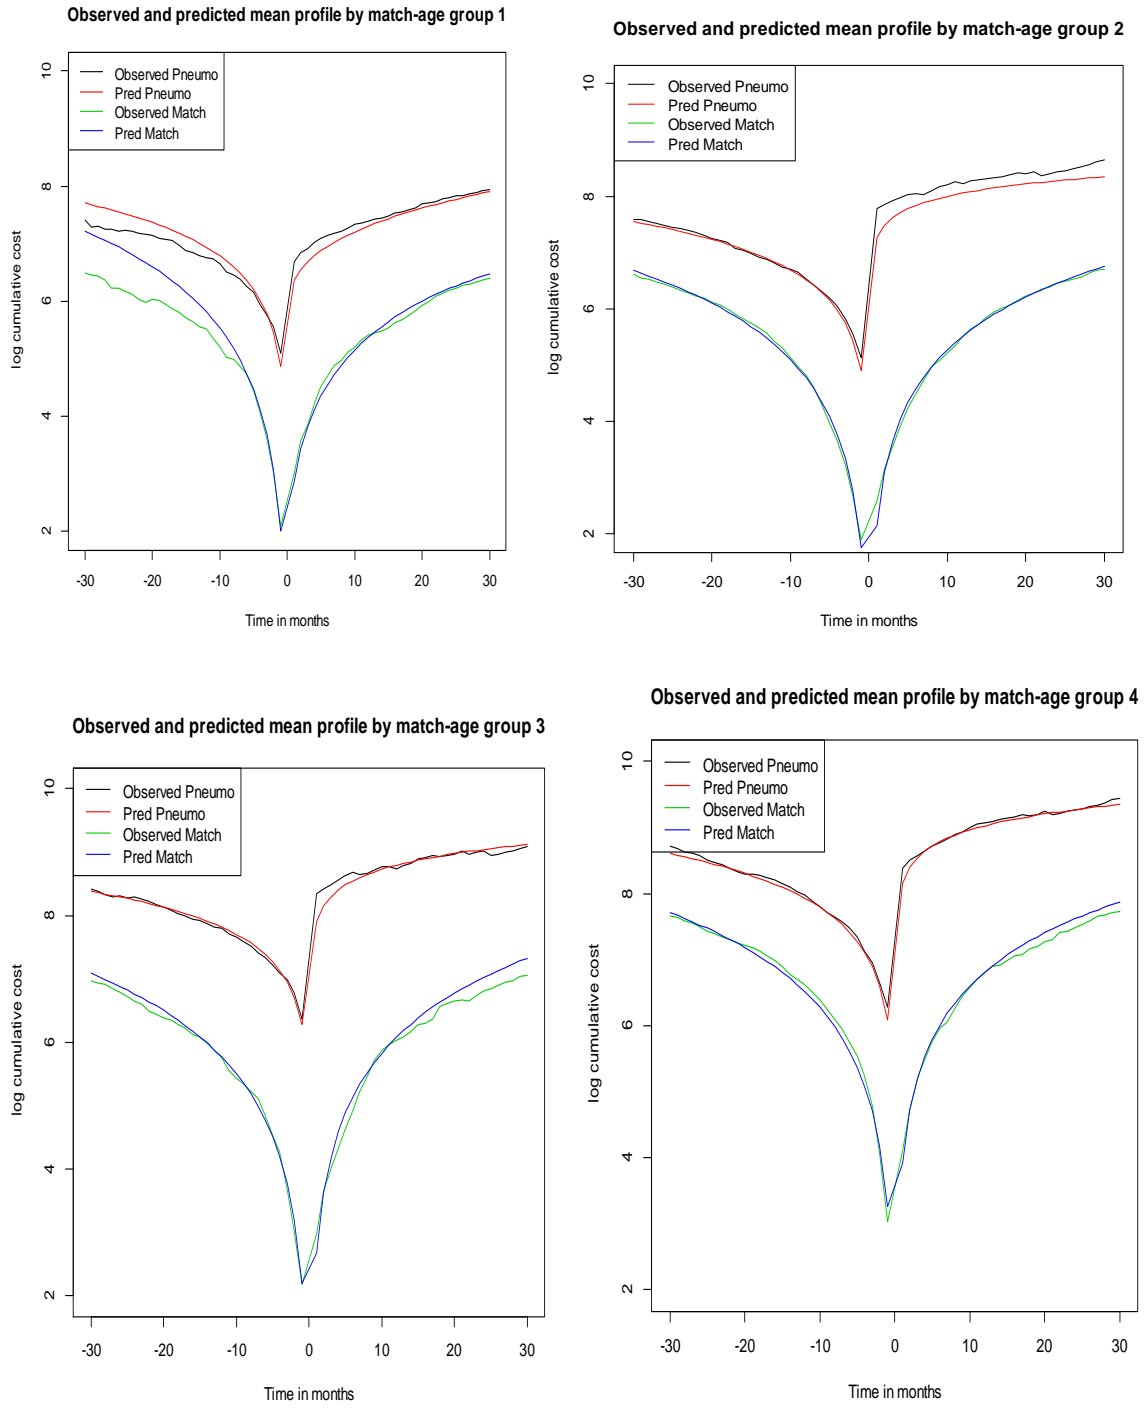 Observed and predicted mean profile by match-age group 1
Observed Pneumo
Pred Pneumo
Observed Match
Pred Match
log cumulative cost
10
8
6
4
2
-30 -20 -10 0 10 20 30
Time in months
Observed and predicted mean profile by match-age group 2
Observed Pneumo
Pred Pneumo
Observed Match
Pred Match
log cumulative cost
10
8
6
4
2
-30 -20 -10 0 10 20 30
Time in months
Observed and predicted mean profile by match-age group 3
Observed Pneumo
Pred Pneumo
Observed Match
Pred Match
log cumulative cost
10
8
6
4
2
-30 -20 -10 0 10 20 30
Time in months
Observed and predicted mean profile by match-age group 4
Observed Pneumo
Pred Pneumo
Observed Match
Pred Match
log cumulative cost
10
8
6
4
2
-30 -20 -10 0 10 20 30
Time in months